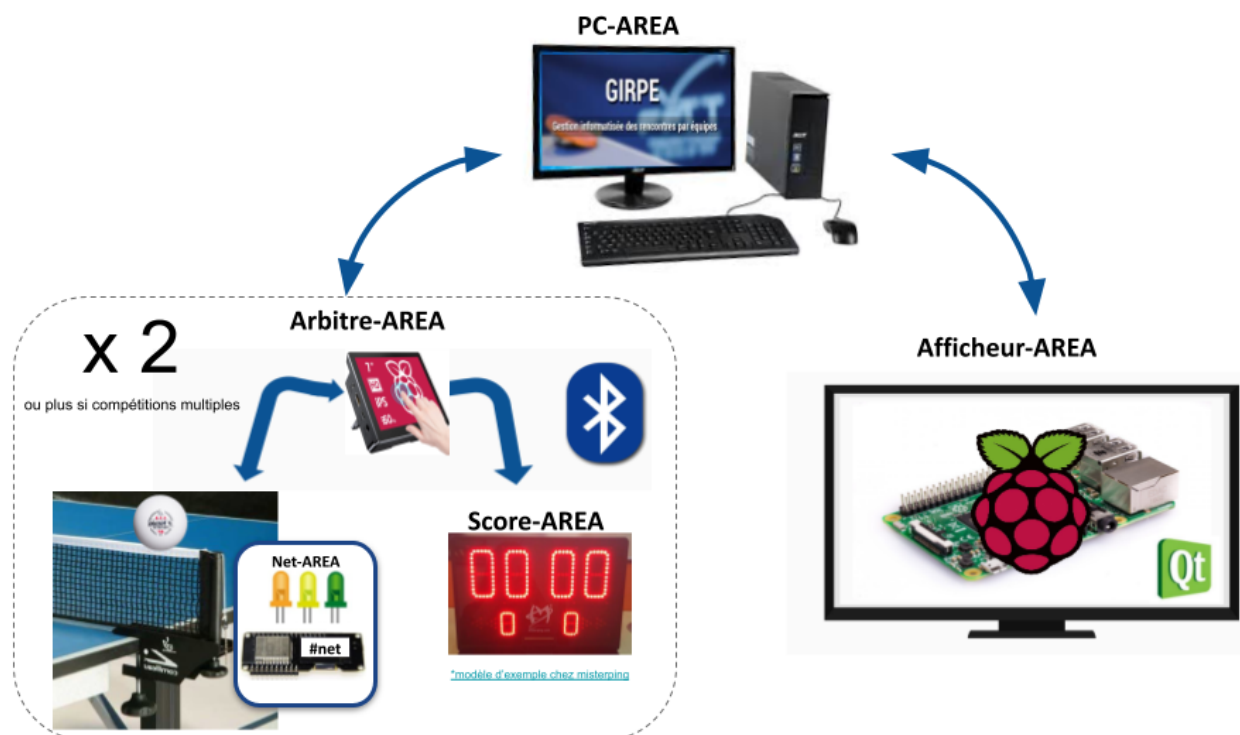 PC-AREA
GIRPE
Gestion informatisée des rencontres par équipes
x 2
ou plus si compétitions multiples
Arbitre-AREA
Afficheur-AREA
Net-AREA
#net
Score-AREA
00 00
0 0
*modèle d'exemple chez misterping
Qt